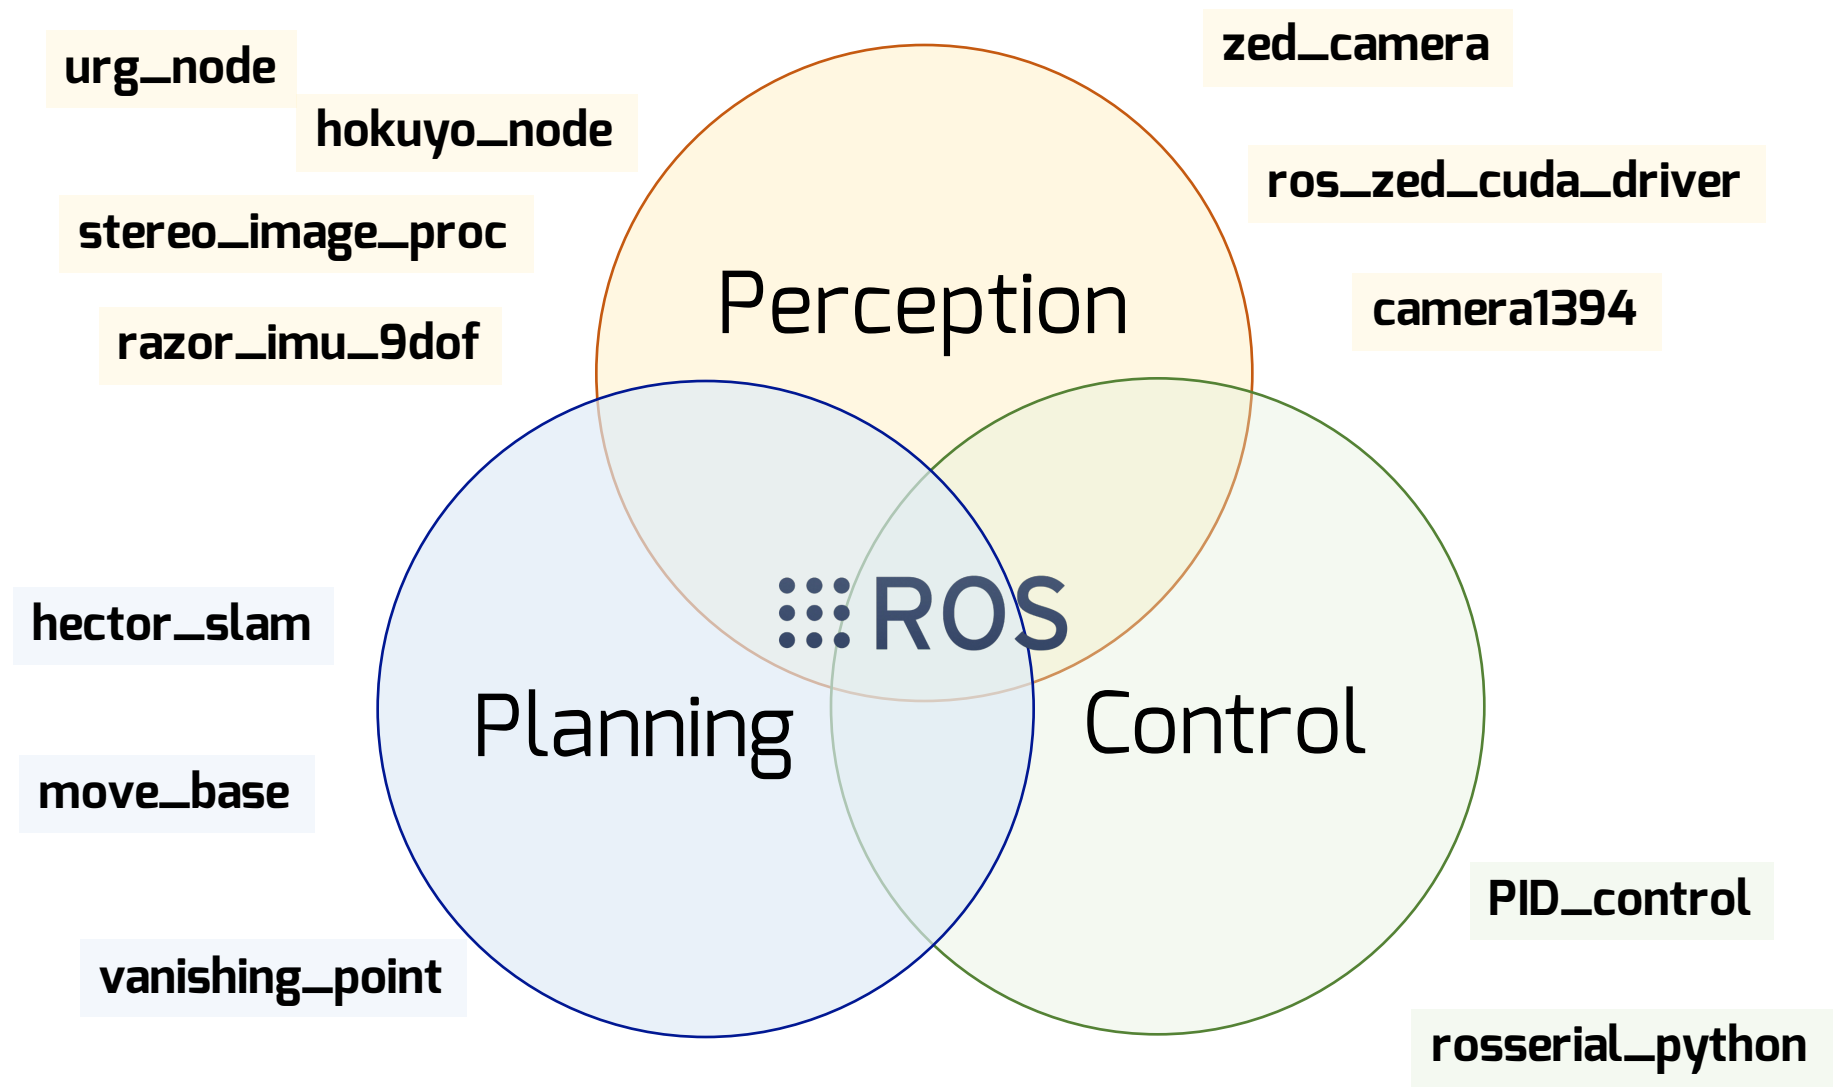 urg_node
zed_camera
hokuyo_node
ros_zed_cuda_driver
stereo_image_proc
Perception
camera1394
razor_imu_9dof
ROS
hector_slam
Planning
Control
move_base
PID_control
vanishing_point
rosserial_python